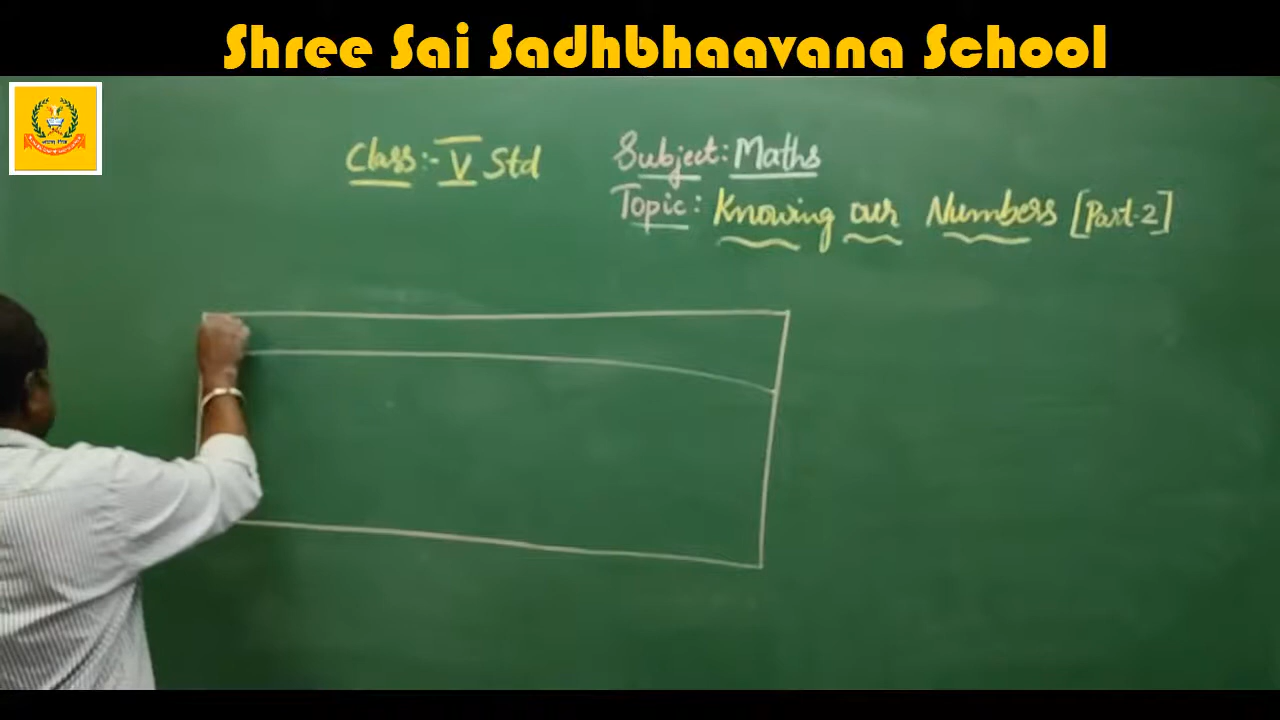 Shree Sai Sadhbhaavana School
Class:- V Std
Subject: Maths
Topic: Knowing our Numbers [Part-2]